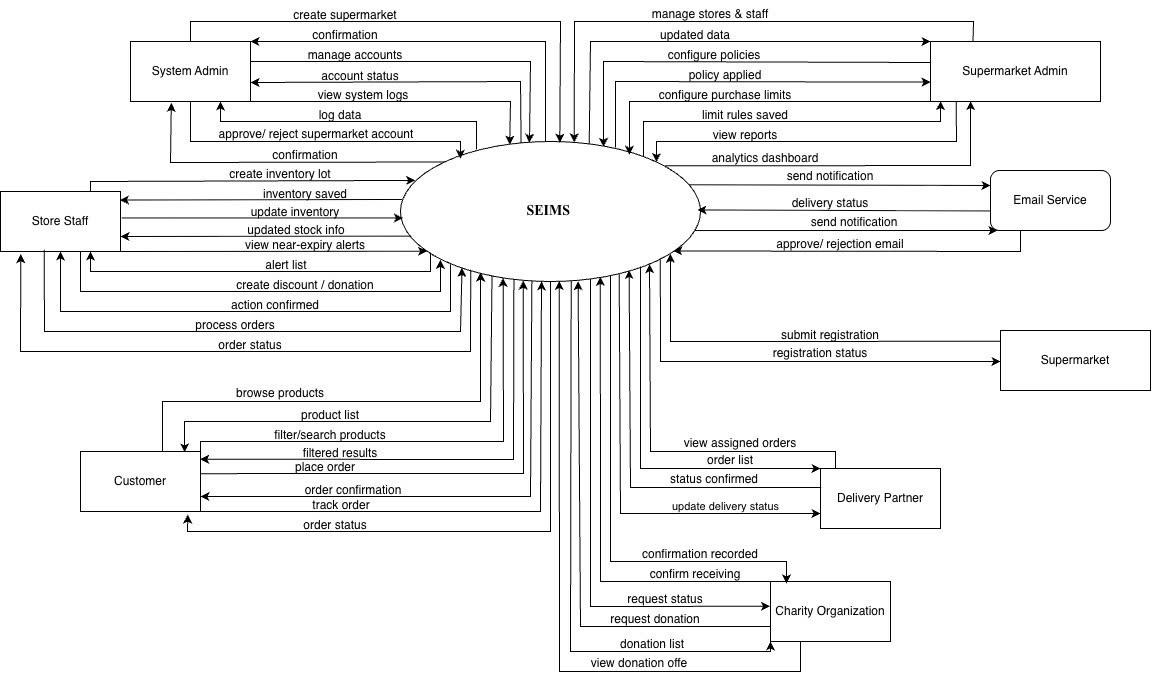 create supermarket
confirmation
manage accounts
account status
view system logs
log data
approve/ reject supermarket account
confirmation
System Admin
manage stores & staff
updated data
configure policies
policy applied
configure purchase limits
limit rules saved
view reports
analytics dashboard
Supermarket Admin
create inventory lot
inventory saved
update inventory
updated stock info
view near-expiry alerts
alert list
create discount / donation
action confirmed
process orders
order status
Store Staff
SEIMS
send notification
delivery status
send notification
approve/ rejection email
Email Service
submit registration
registration status
Supermarket
browse products
product list
filter/search products
filtered results
place order
order confirmation
track order
order status
Customer
view assigned orders
order list
status confirmed
update delivery status
Delivery Partner
confirmation recorded
confirm receiving
request status
request donation
donation list
view donation offe
Charity Organization